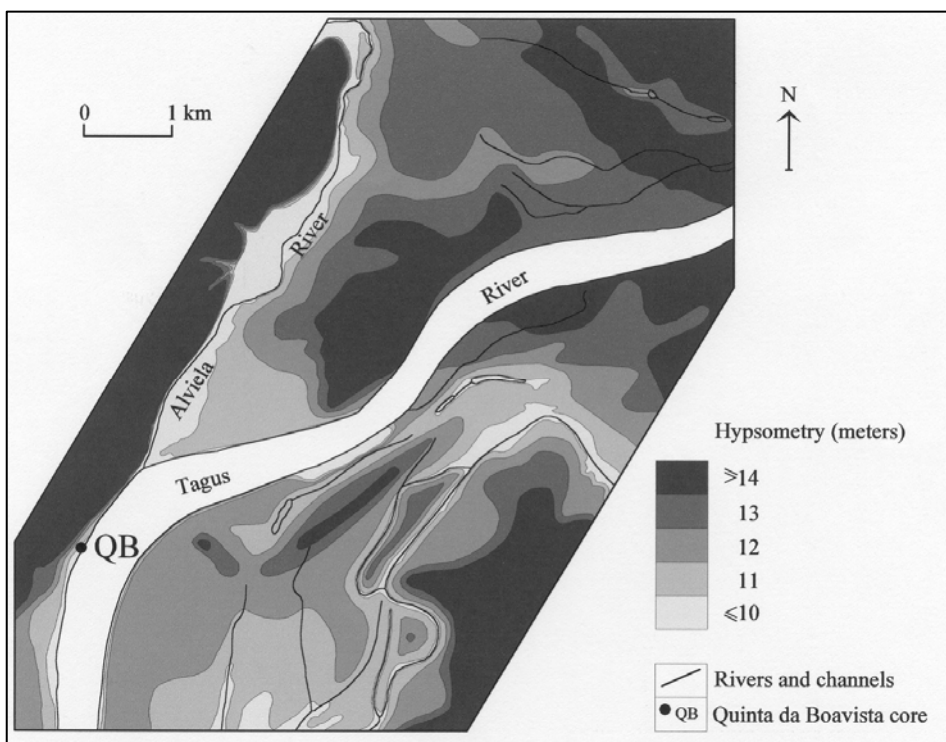 0 1 km
N
River
River
Alviela
Tagus
QB
Hypsometry (meters)
⩾14
13
12
11
⩽10
Rivers and channels
QB Quinta da Boavista core